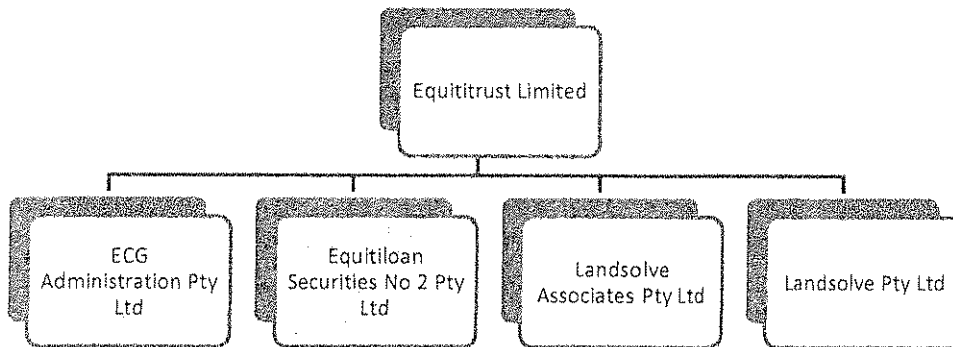 Equititrust Limited
ECG
Administration Pty
Ltd
Equitiloan
Securities No 2 Pty
Ltd
Landsolve
Associates Pty Ltd
Landsolve Pty Ltd